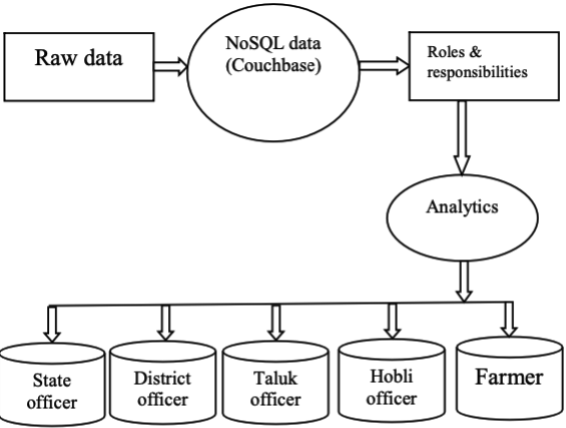 Raw data
NoSQL data
(Couchbase)
Roles &
responsibilities
Analytics
State
officer
District
officer
Taluk
officer
Hobli
officer
Farmer